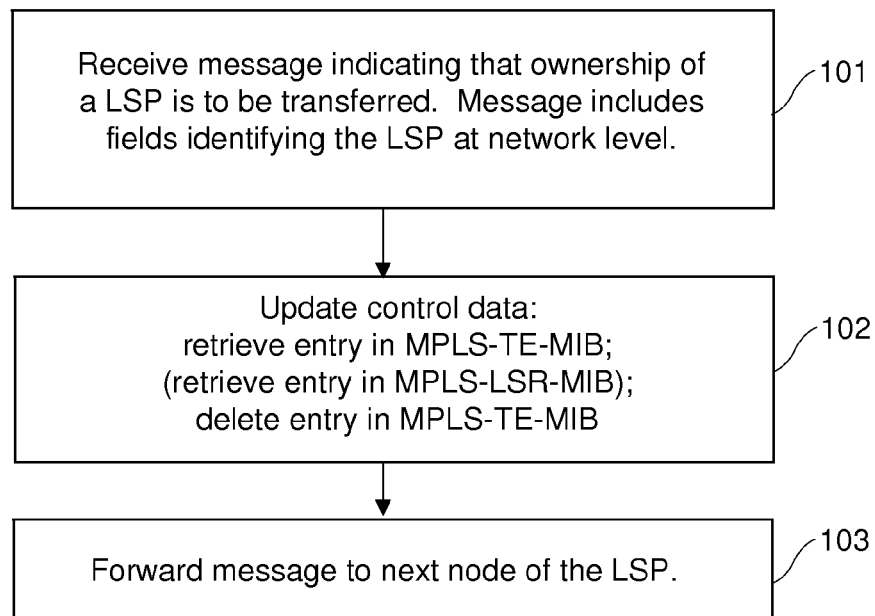 Receive message indicating that ownership of
a LSP is to be transferred. Message includes
fields identifying the LSP at network level.
101
Update control data:
retrieve entry in MPLS-TE-MIB;
(retrieve entry in MPLS-LSR-MIB);
delete entry in MPLS-TE-MIB
102
Forward message to next node of the LSP.
103